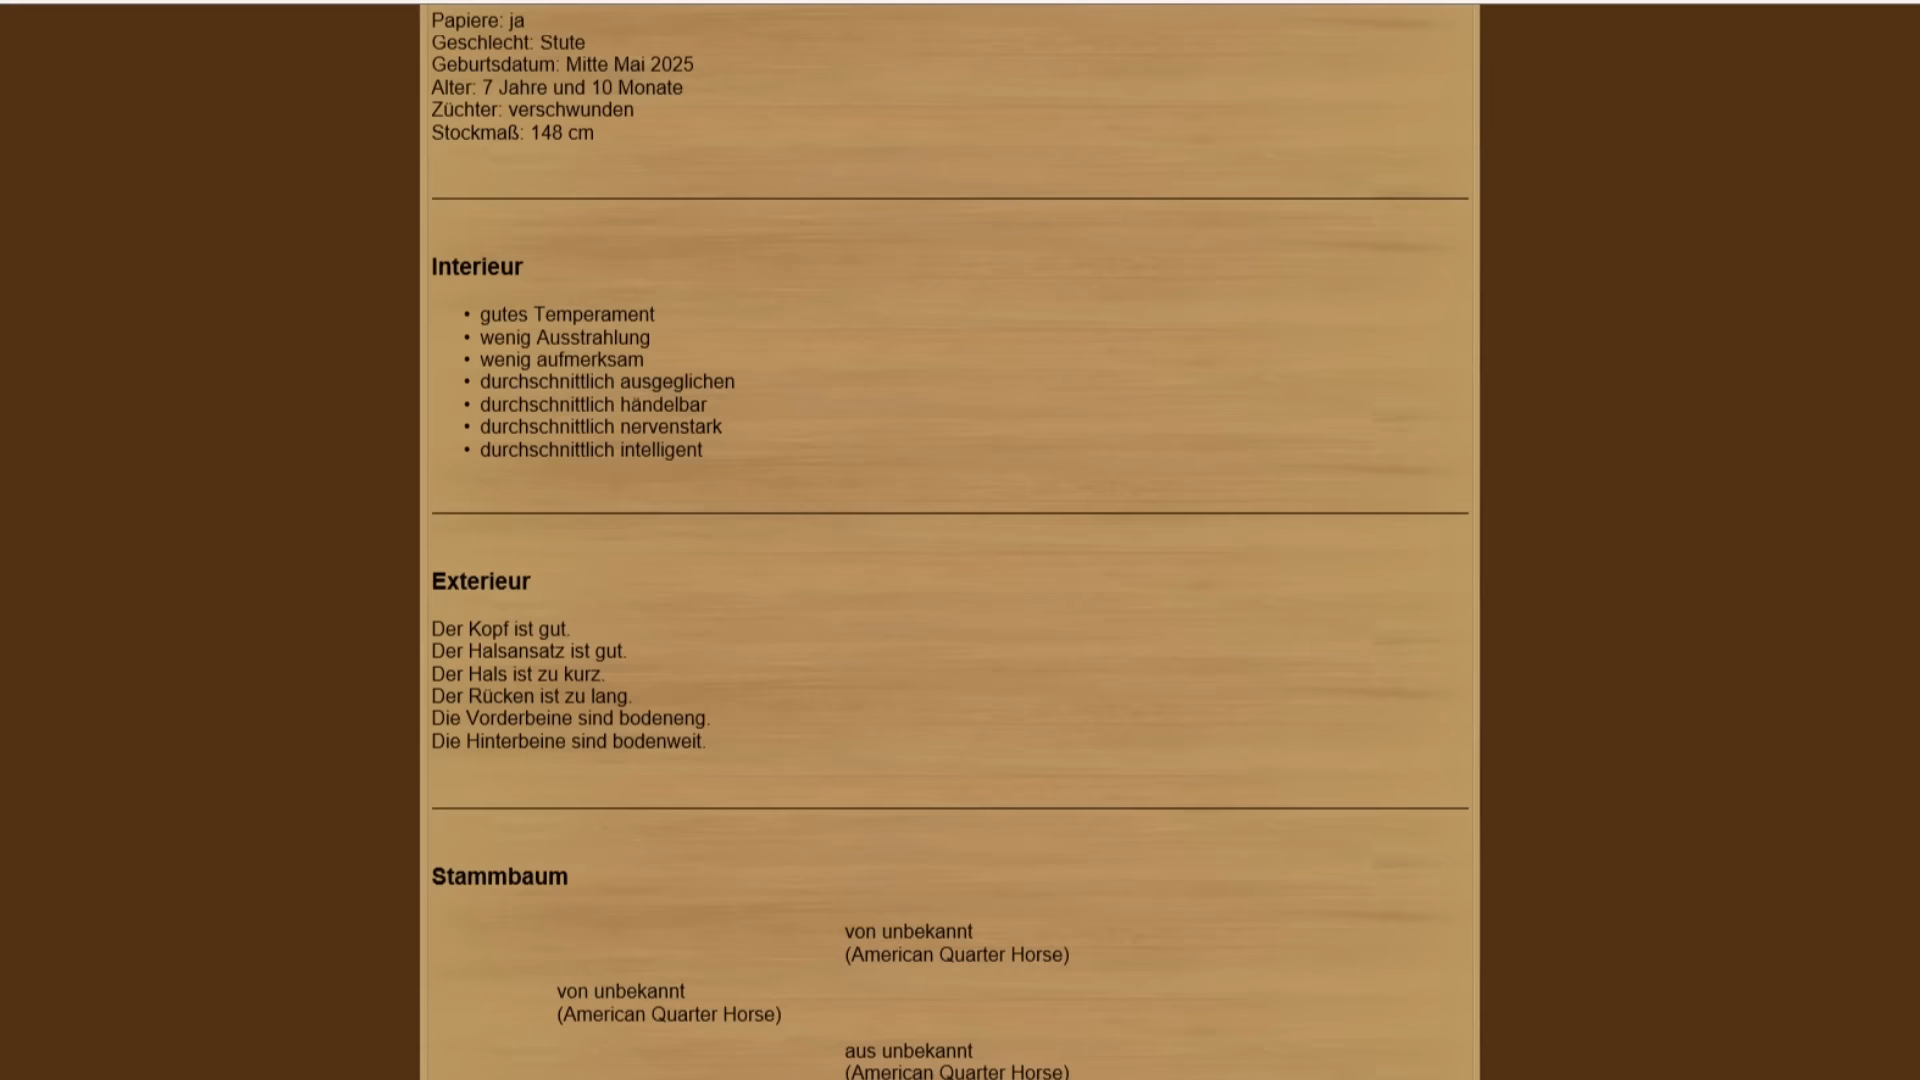 Papiere: ja
Geschlecht: Stute
Geburtsdatum: Mitte Mai 2025
Alter: 7 Jahre und 10 Monate
Züchter: verschwunden
Stockmaß: 148 cm
Interieur
• gutes Temperament
• wenig Ausstrahlung
• wenig aufmerksam
• durchschnittlich ausgeglichen
• durchschnittlich händelbar
• durchschnittlich nervenstark
• durchschnittlich intelligent
Exterieur
Der Kopf ist gut.
Der Halsansatz ist gut.
Der Hals ist zu kurz.
Der Rücken ist zu lang.
Die Vorderbeine sind bodeneng.
Die Hinterbeine sind bodenweit.
Stammbaum
von unbekannt
(American Quarter Horse)
von unbekannt
(American Quarter Horse)
aus unbekannt
(American Quarter Horse)